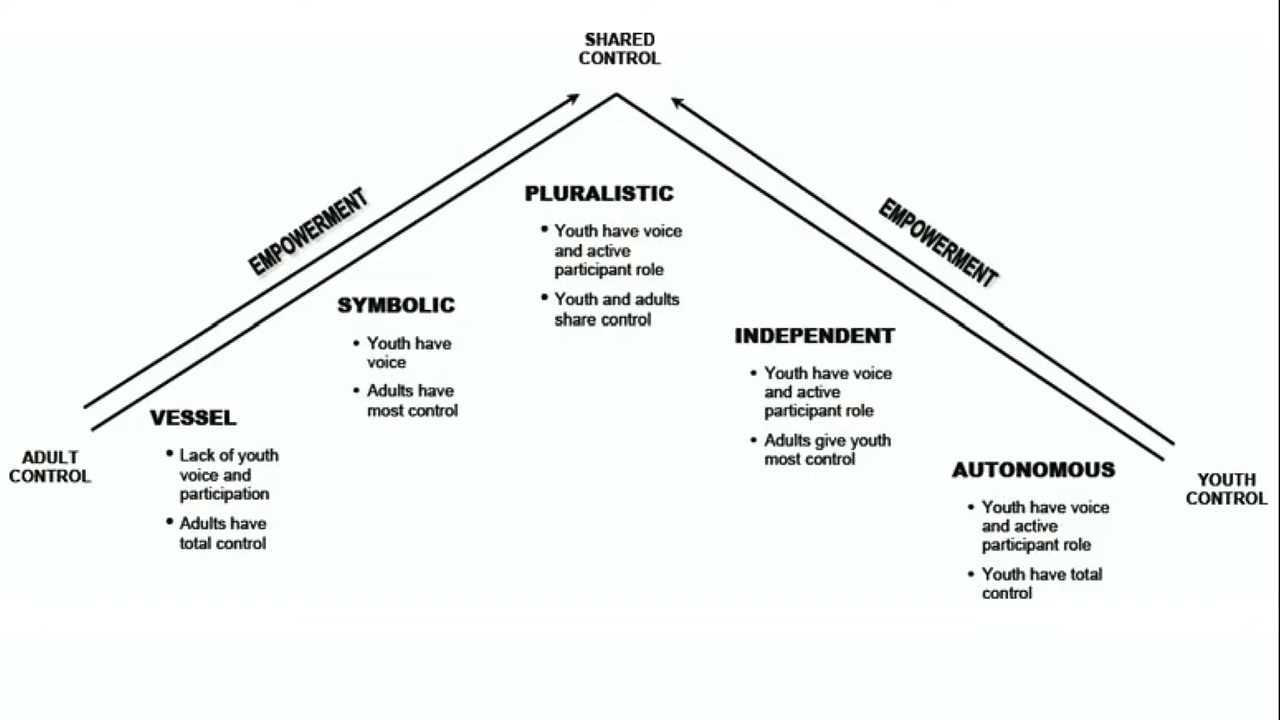 SHARED
CONTROL
EMPOWERMENT
EMPOWERMENT
PLURALISTIC
• Youth have voice
and active
participant role
• Youth and adults
share control
SYMBOLIC
• Youth have
voice
• Adults have
most control
INDEPENDENT
• Youth have voice
and active
participant role
• Adults give youth
most control
VESSEL
• Lack of youth
voice and
participation
• Adults have
total control
ADULT
CONTROL
AUTONOMOUS
• Youth have voice
and active
participant role
• Youth have total
control
YOUTH
CONTROL